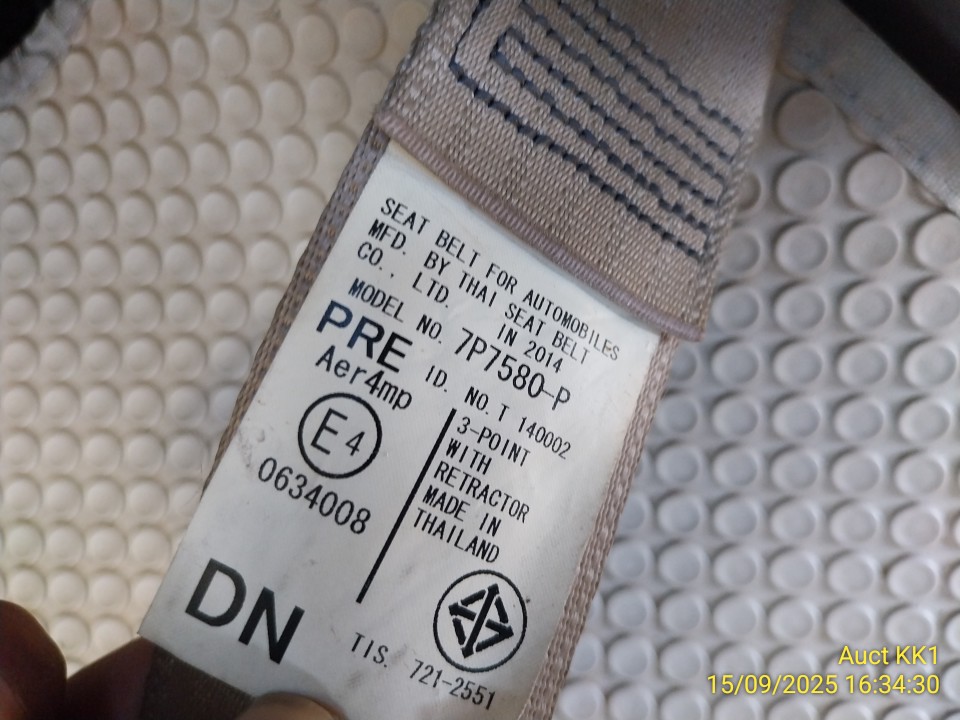 SEAT BELT FOR AUTOMOBILES
MFD. BY THAI SEAT BELT
CO., LTD. IN 2014
MODEL NO. 7P7580-P
PRE ID. NO. T 140002
Aer4mp
E4
0634008
3-POINT
WITH
RETRACTOR
MADE IN
THAILAND
DN
TIS. 721-2551
Auct KK1
15/09/2025 16:34:30